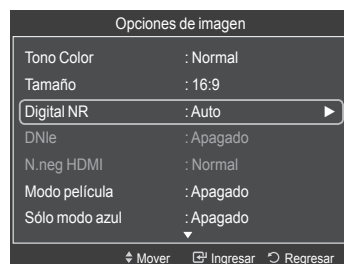 Opciones de imagen
Tono Color : Normal
Tamaño : 16:9
Digital NR : Auto
DNIe : Apagado
N.neg HDMI : Normal
Modo película : Apagado
Sólo modo azul : Apagado
Mover Ingresar Regresar